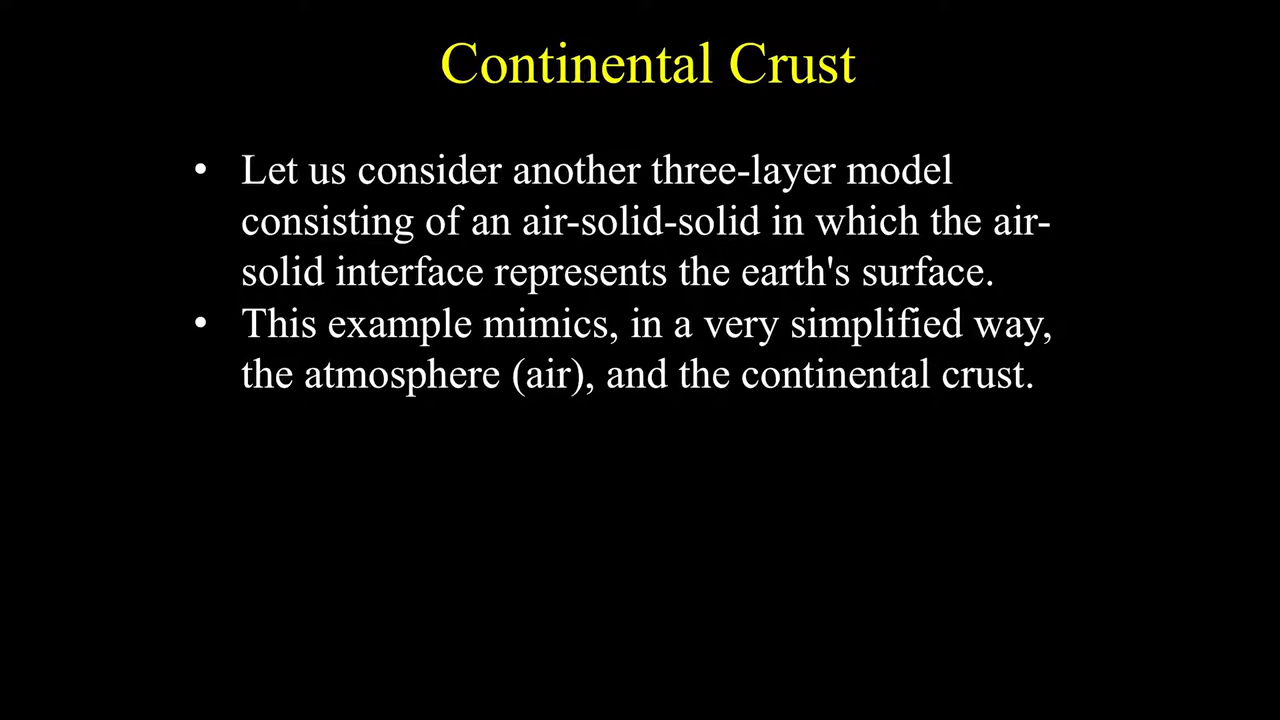 Continental Crust
• Let us consider another three-layer model
consisting of an air-solid-solid in which the air-
solid interface represents the earth's surface.
• This example mimics, in a very simplified way,
the atmosphere (air), and the continental crust.